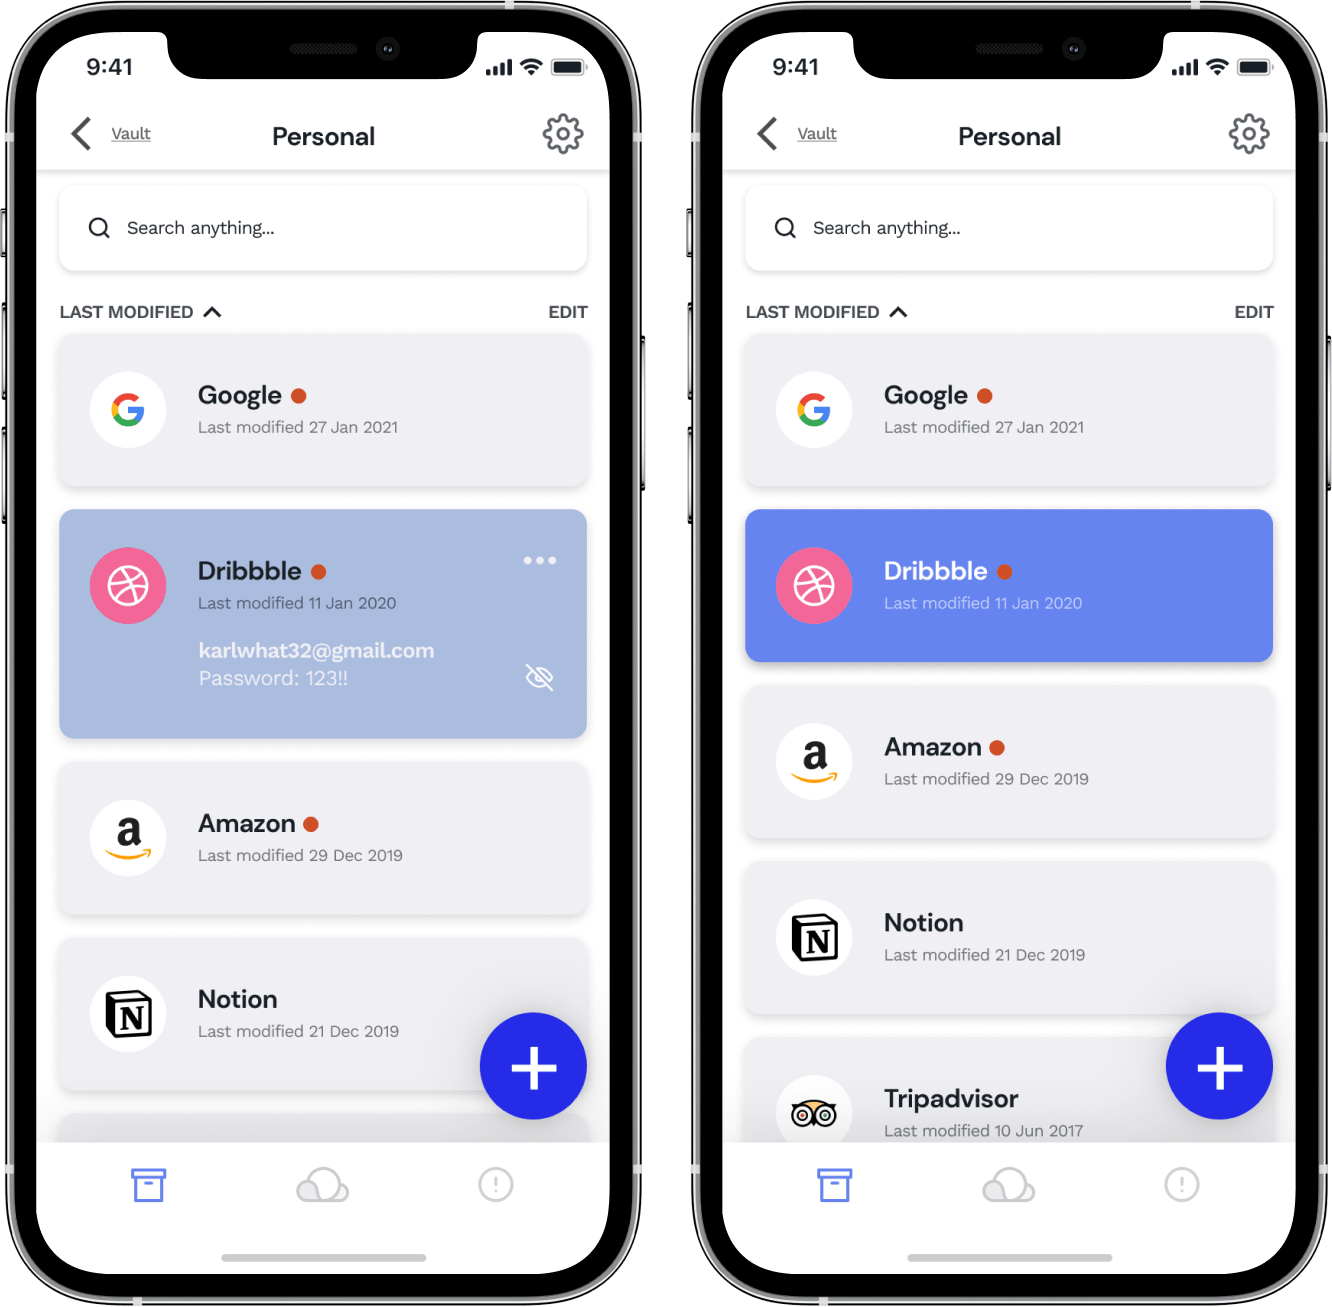 9:41
Vault
Personal
Search anything...
LAST MODIFIED
EDIT
Google
Last modified 27 Jan 2021
Dribbble
Last modified 11 Jan 2020
karlwhat32@gmail.com
Password: 123!!
a
Amazon
Last modified 29 Dec 2019
N
Notion
Last modified 21 Dec 2019
9:41
Vault
Personal
Search anything...
LAST MODIFIED
EDIT
Google
Last modified 27 Jan 2021
Dribbble
Last modified 11 Jan 2020
a
Amazon
Last modified 29 Dec 2019
N
Notion
Last modified 21 Dec 2019
Tripadvisor
Last modified 10 Jun 2017